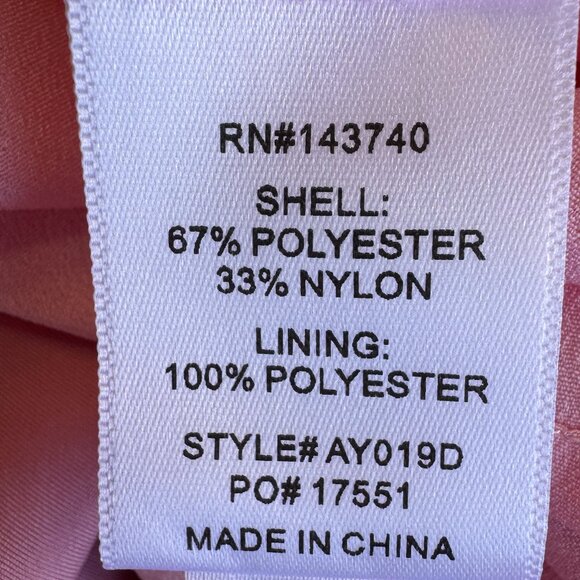 RN#143740
SHELL:
67% POLYESTER
33% NYLON
LINING:
100% POLYESTER
STYLE# AY019D
PO# 17551
MADE IN CHINA